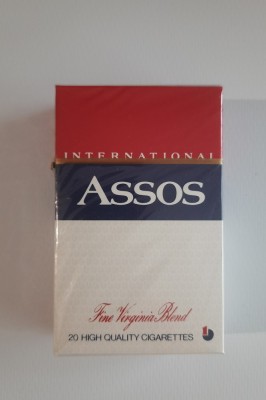 INTERNATIONAL
ASSOS
Fine Virginia Blend
20 HIGH QUALITY CIGARETTES